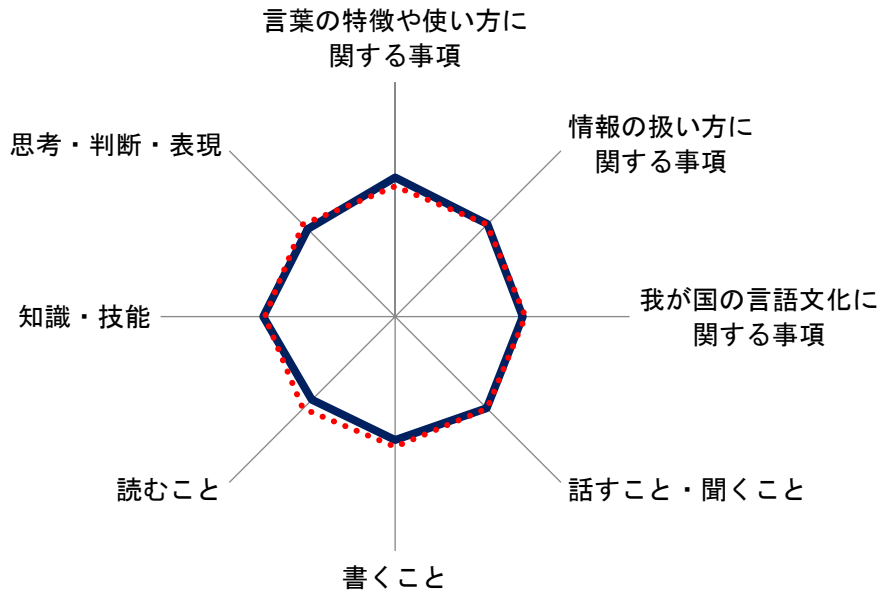 言葉の特徴や使い方に
関する事項
情報の扱い方に
関する事項
我が国の言語文化に
関する事項
話すこと・聞くこと
書くこと
読むこと
知識・技能
思考・判断・表現